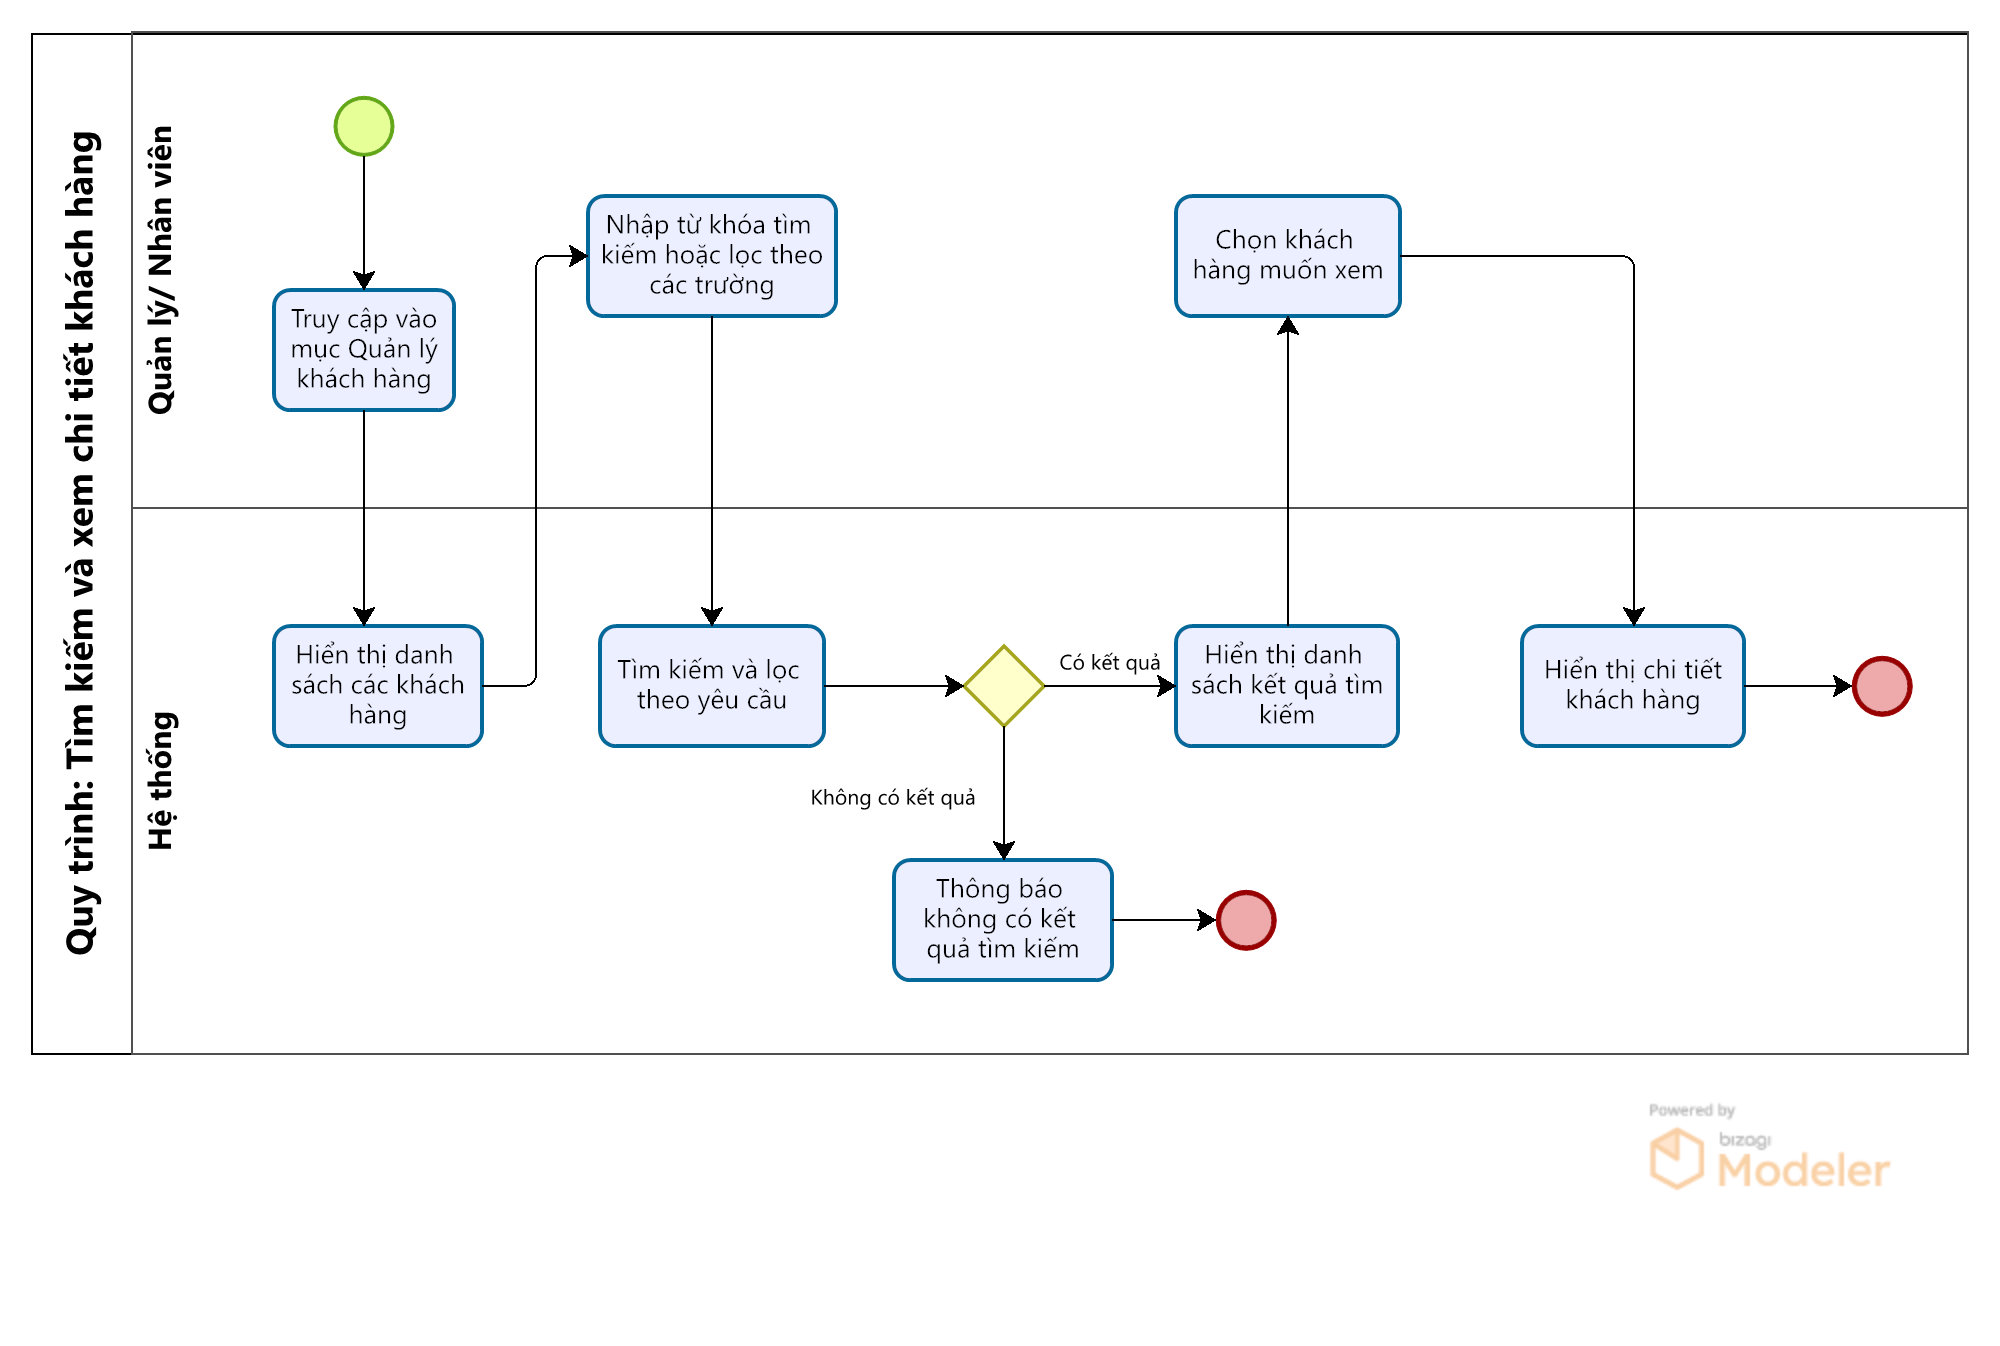 Quy trình: Tìm kiếm và xem chi tiết khách hàng
Quản lý/ Nhân viên
Truy cập vào
mục Quản lý
khách hàng
Nhập từ khóa tìm
kiếm hoặc lọc theo
các trường
Chọn khách
hàng muốn xem
Hệ thống
Hiển thị danh
sách các khách
hàng
Tìm kiếm và lọc
theo yêu cầu
Có kết quả
Không có kết quả
Hiển thị danh
sách kết quả tìm
kiếm
Hiển thị chi tiết
khách hàng
Thông báo
không có kết
quả tìm kiếm
Powered by
bizagi
Modeler